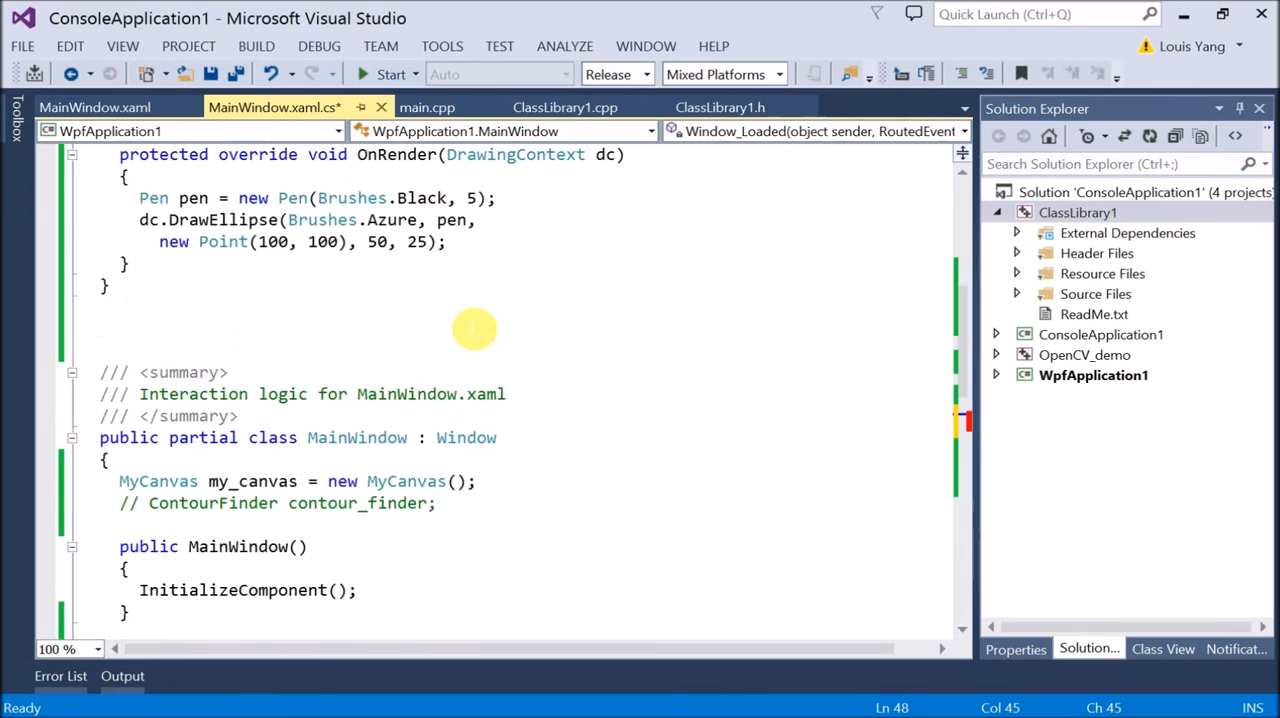 ConsoleApplication1 - Microsoft Visual Studio
Quick Launch (Ctrl+;)
FILE EDIT VIEW PROJECT BUILD DEBUG TEAM TOOLS TEST ANALYZE WINDOW HELP
Louis Yang
Start Auto Release Mixed Platforms
Toolbox
MainWindow.xaml MainWindow.xaml.cs* main.cpp ClassLibrary1.cpp ClassLibrary1.h
WpfApplication1 WpfApplication1.MainWindow Window_Loaded(object sender, RoutedEvent
protected override void OnRender(DrawingContext dc)
{
Pen pen = new Pen(Brushes.Black, 5);
dc.DrawEllipse(Brushes.Azure, pen,
new Point(100, 100), 50, 25);
}
}
/// <summary>
/// Interaction logic for MainWindow.xaml
/// </summary>
public partial class MainWindow : Window
{
MyCanvas my_canvas = new MyCanvas();
// ContourFinder contour_finder;
public MainWindow()
{
InitializeComponent();
}
100 %
Solution Explorer
Search Solution Explorer (Ctrl+;)
Solution 'ConsoleApplication1' (4 projects)
ClassLibrary1
External Dependencies
Header Files
Resource Files
Source Files
ReadMe.txt
ConsoleApplication1
OpenCV_demo
WpfApplication1
Properties Solution... Class View Notificat...
Error List Output
Ready Ln 48 Col 45 Ch 45 INS